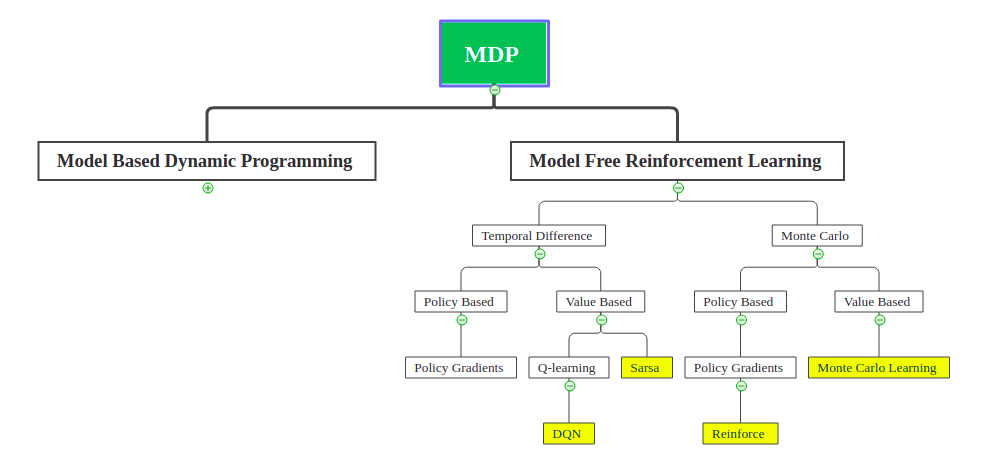 MDP
Model Based Dynamic Programming
Model Free Reinforcement Learning
Temporal Difference
Monte Carlo
Policy Based
Value Based
Policy Based
Value Based
Policy Gradients
Q-learning
Sarsa
Policy Gradients
Monte Carlo Learning
DQN
Reinforce